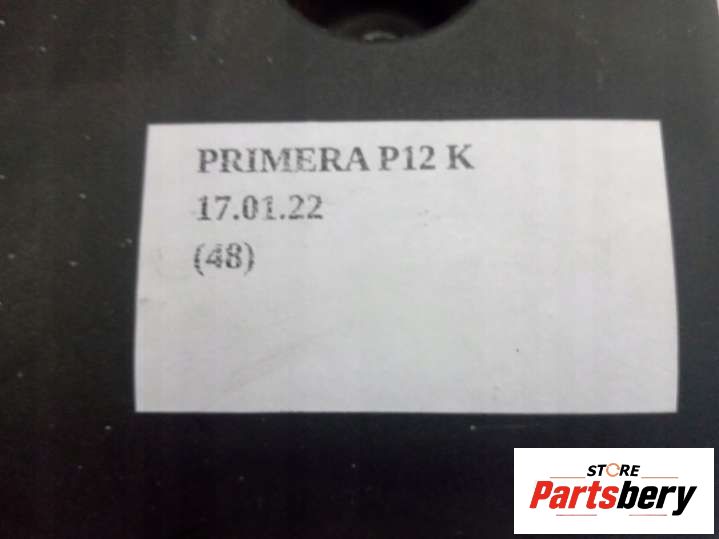 PRIMERA P12 K
17.01.22
(48)
STORE
Partsbery